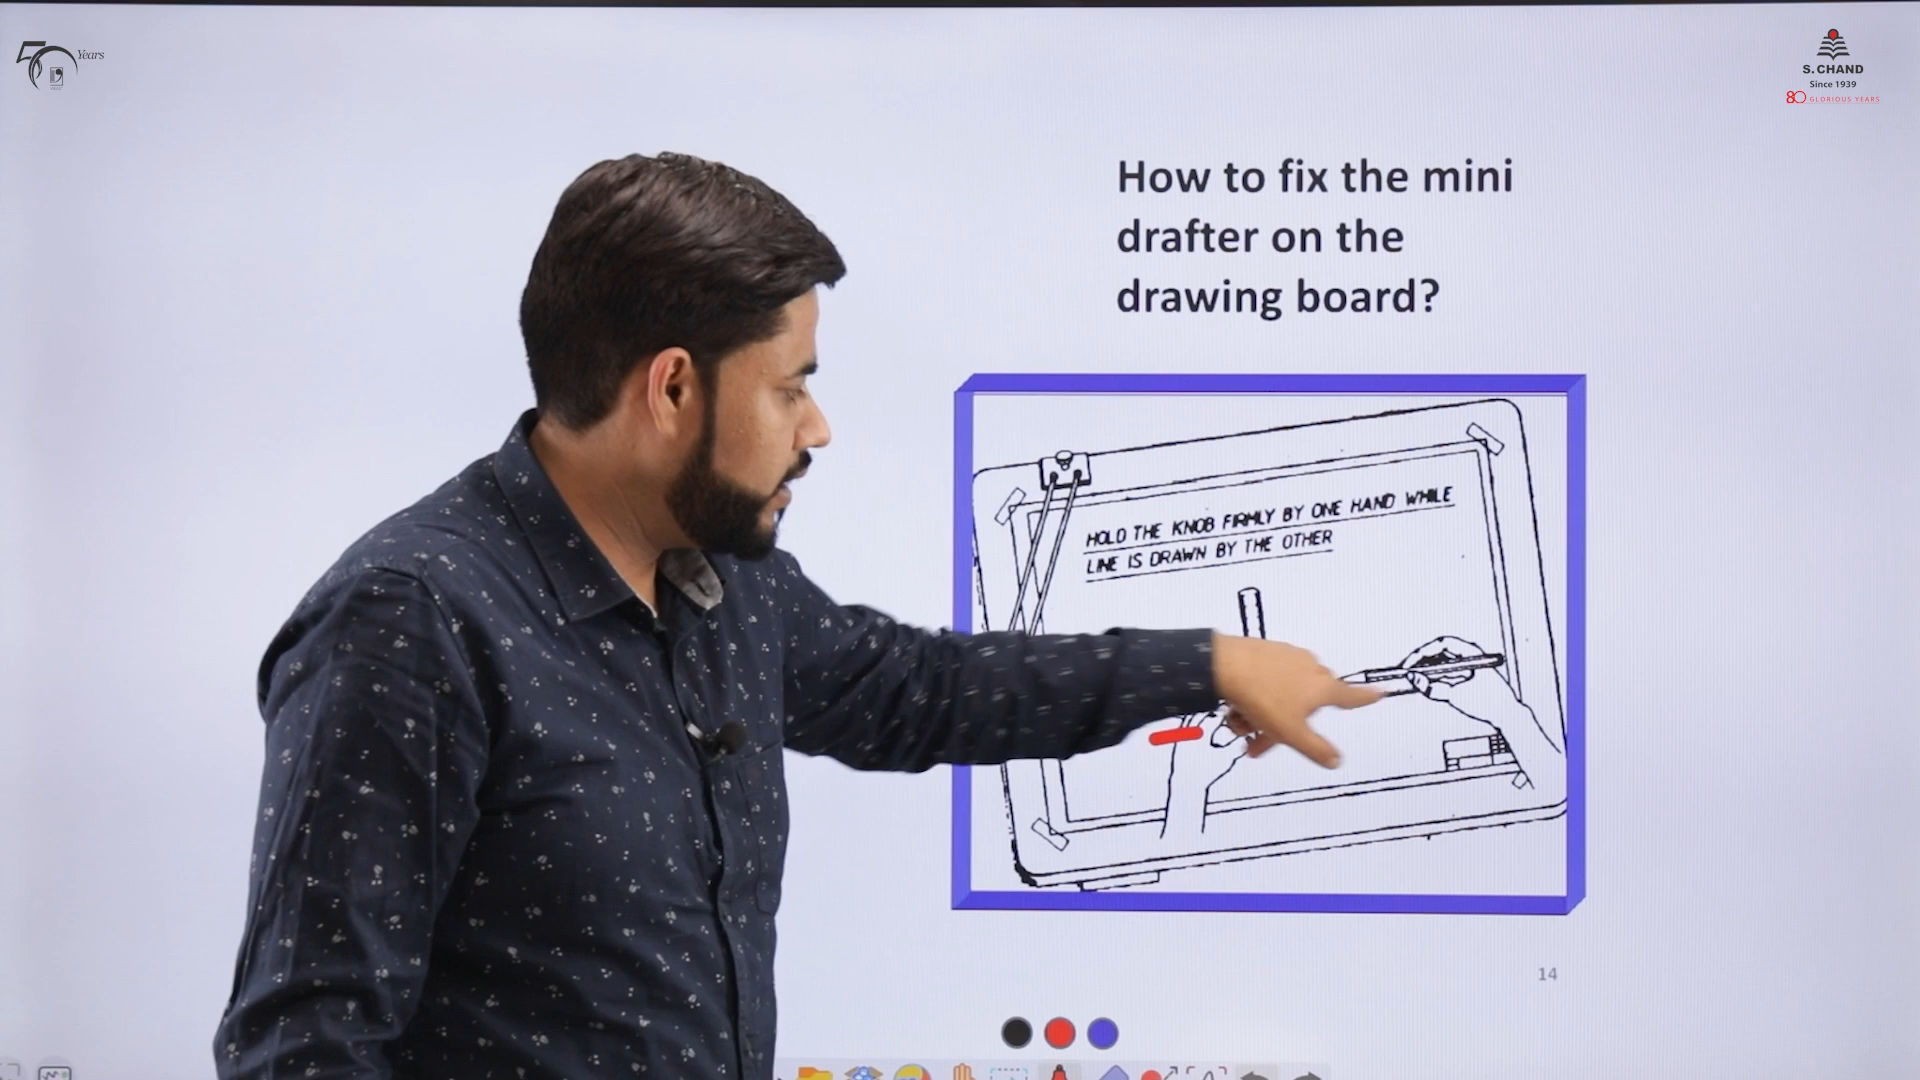 50 Years
S. CHAND
Since 1939
80 GLORIOUS YEARS
How to fix the mini
drafter on the
drawing board?
HOLD THE KNOB FIRMLY BY ONE HAND WHILE
LINE IS DRAWN BY THE OTHER
14